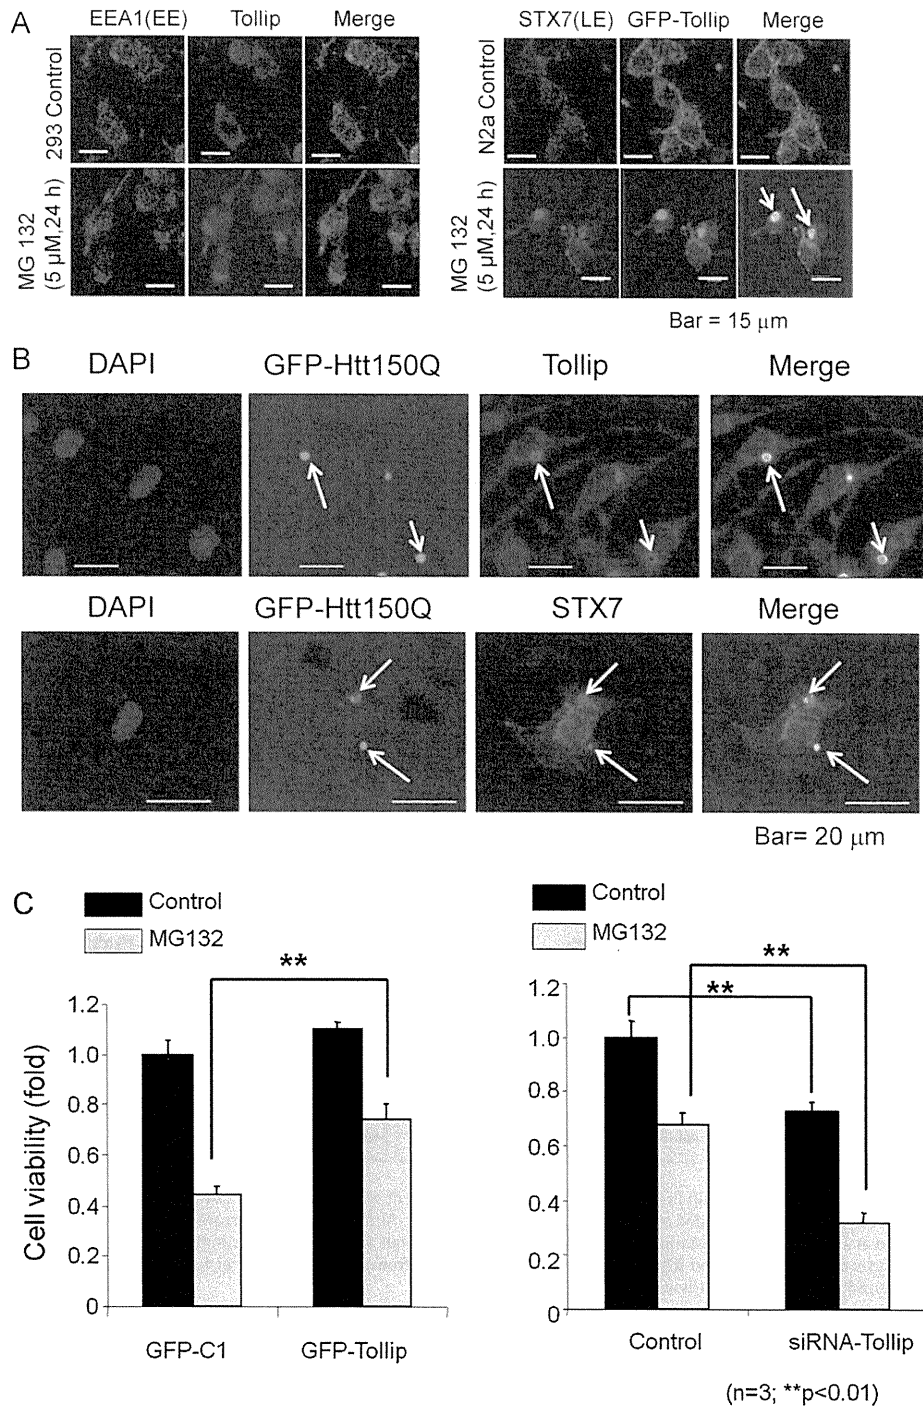 A
EEA1(EE) Tollip Merge
293 Control
MG 132
(5 µM,24 h)
STX7(LE) GFP-Tollip Merge
N2a Control
MG 132
(5 µM,24 h)
Bar = 15 µm
B
DAPI GFP-Htt150Q Tollip Merge
DAPI GFP-Htt150Q STX7 Merge
Bar= 20 µm
C
Control
MG132
**
Cell viability (fold)
1.2
1.0
0.8
0.6
0.4
0.2
0
GFP-C1 GFP-Tollip
Control
MG132
**
**
1.2
1.0
0.8
0.6
0.4
0.2
0
Control siRNA-Tollip
(n=3; **p<0.01)